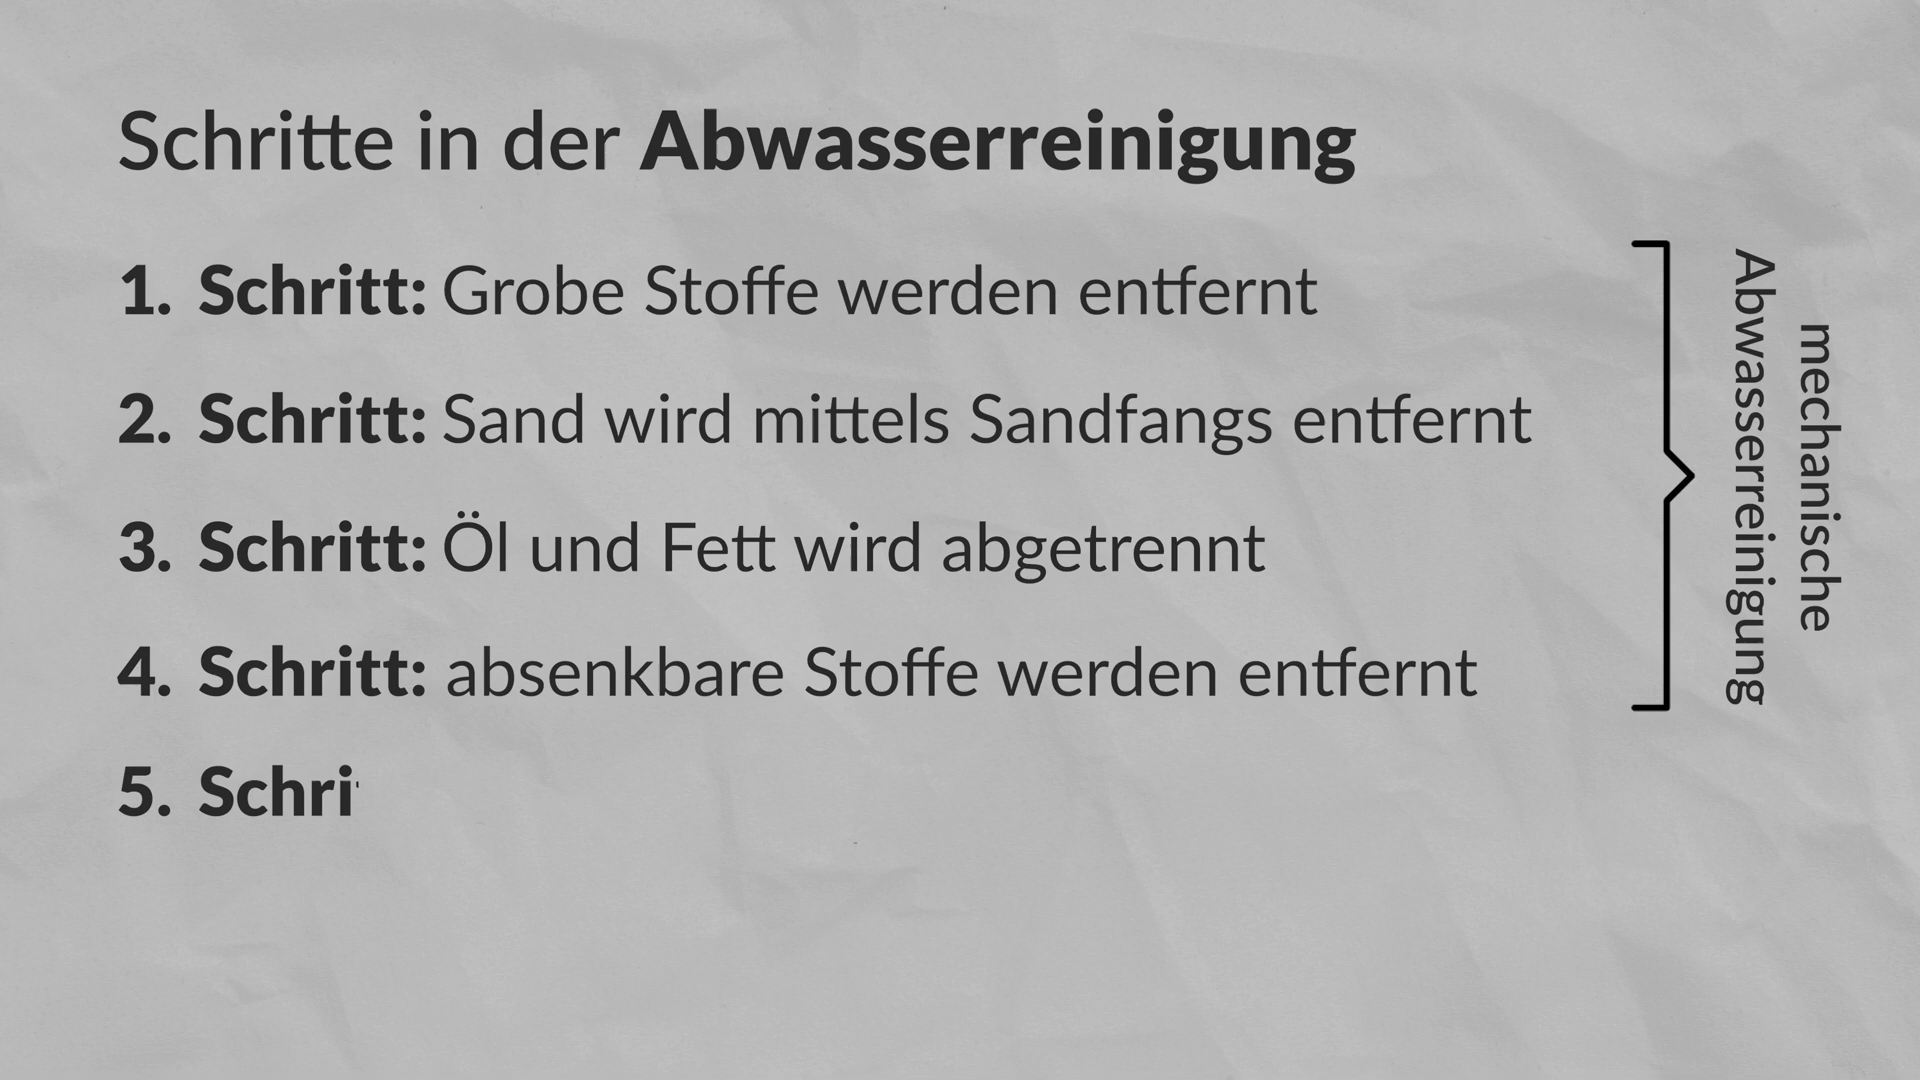 Schritte in der Abwasserreinigung
1. Schritt: Grobe Stoffe werden entfernt
2. Schritt: Sand wird mittels Sandfangs entfernt
3. Schritt: Öl und Fett wird abgetrennt
4. Schritt: absenkbare Stoffe werden entfernt
5. Schri
mechanische
Abwasserreinigung